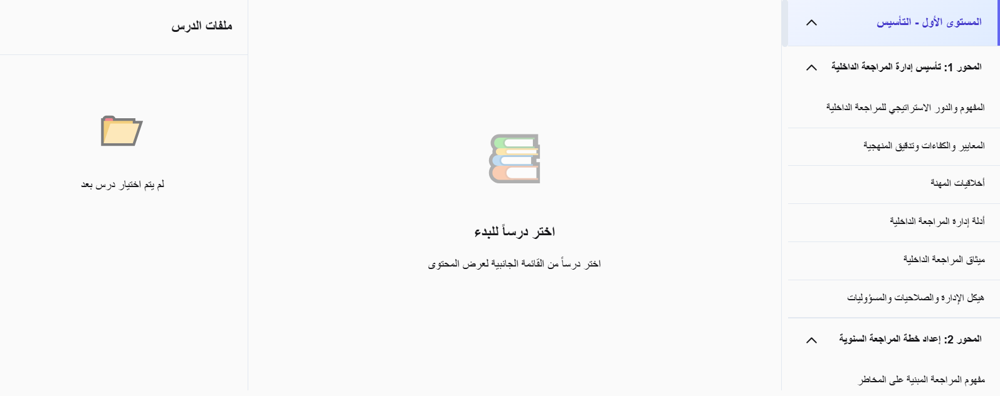 المستوى الأول - التأسيس
المحور 1: تأسيس إدارة المراجعة الداخلية
المفهوم والدور الاستراتيجي للمراجعة الداخلية
المعايير والكفاءات وتدقيق المنهجية
أخلاقيات المهنة
أدلة إدارة المراجعة الداخلية
ميثاق المراجعة الداخلية
هيكل الإدارة والصلاحيات والمسؤوليات
المحور 2: إعداد خطة المراجعة السنوية
مفهوم المراجعة المبنية على المخاطر
اختر درساً للبدء
اختر درساً من القائمة الجانبية لعرض المحتوى
ملفات الدرس
لم يتم اختيار درس بعد